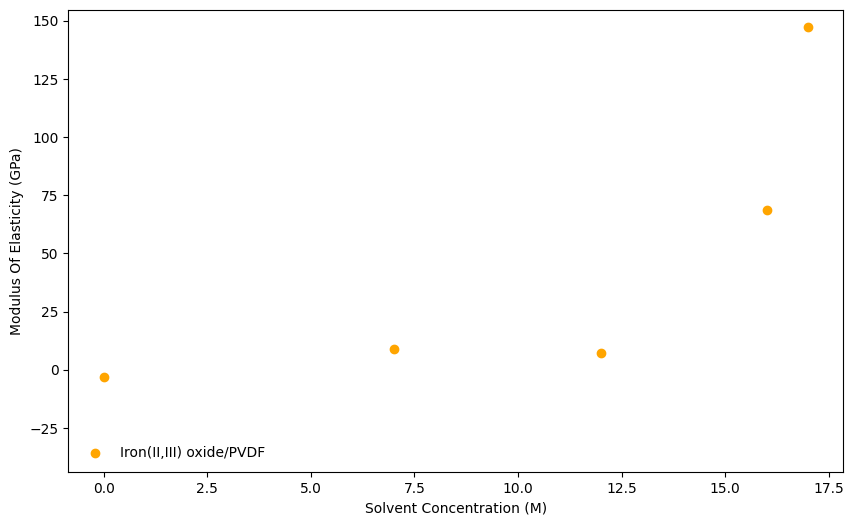 150
125
100
75
50
25
0
−25
Modulus Of Elasticity (GPa)
Iron(II,III) oxide/PVDF
0.0 2.5 5.0 7.5 10.0 12.5 15.0 17.5
Solvent Concentration (M)